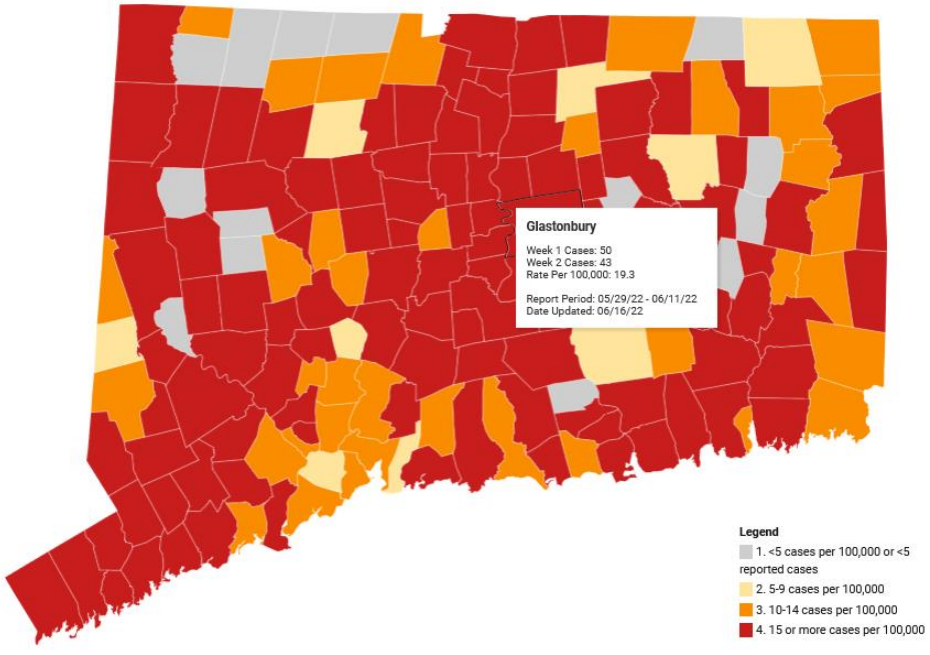 Glastonbury
Week 1 Cases: 50
Week 2 Cases: 43
Rate Per 100,000: 19.3
Report Period: 05/29/22 - 06/11/22
Date Updated: 06/16/22
Legend
1. <5 cases per 100,000 or <5
reported cases
2. 5-9 cases per 100,000
3. 10-14 cases per 100,000
4. 15 or more cases per 100,000